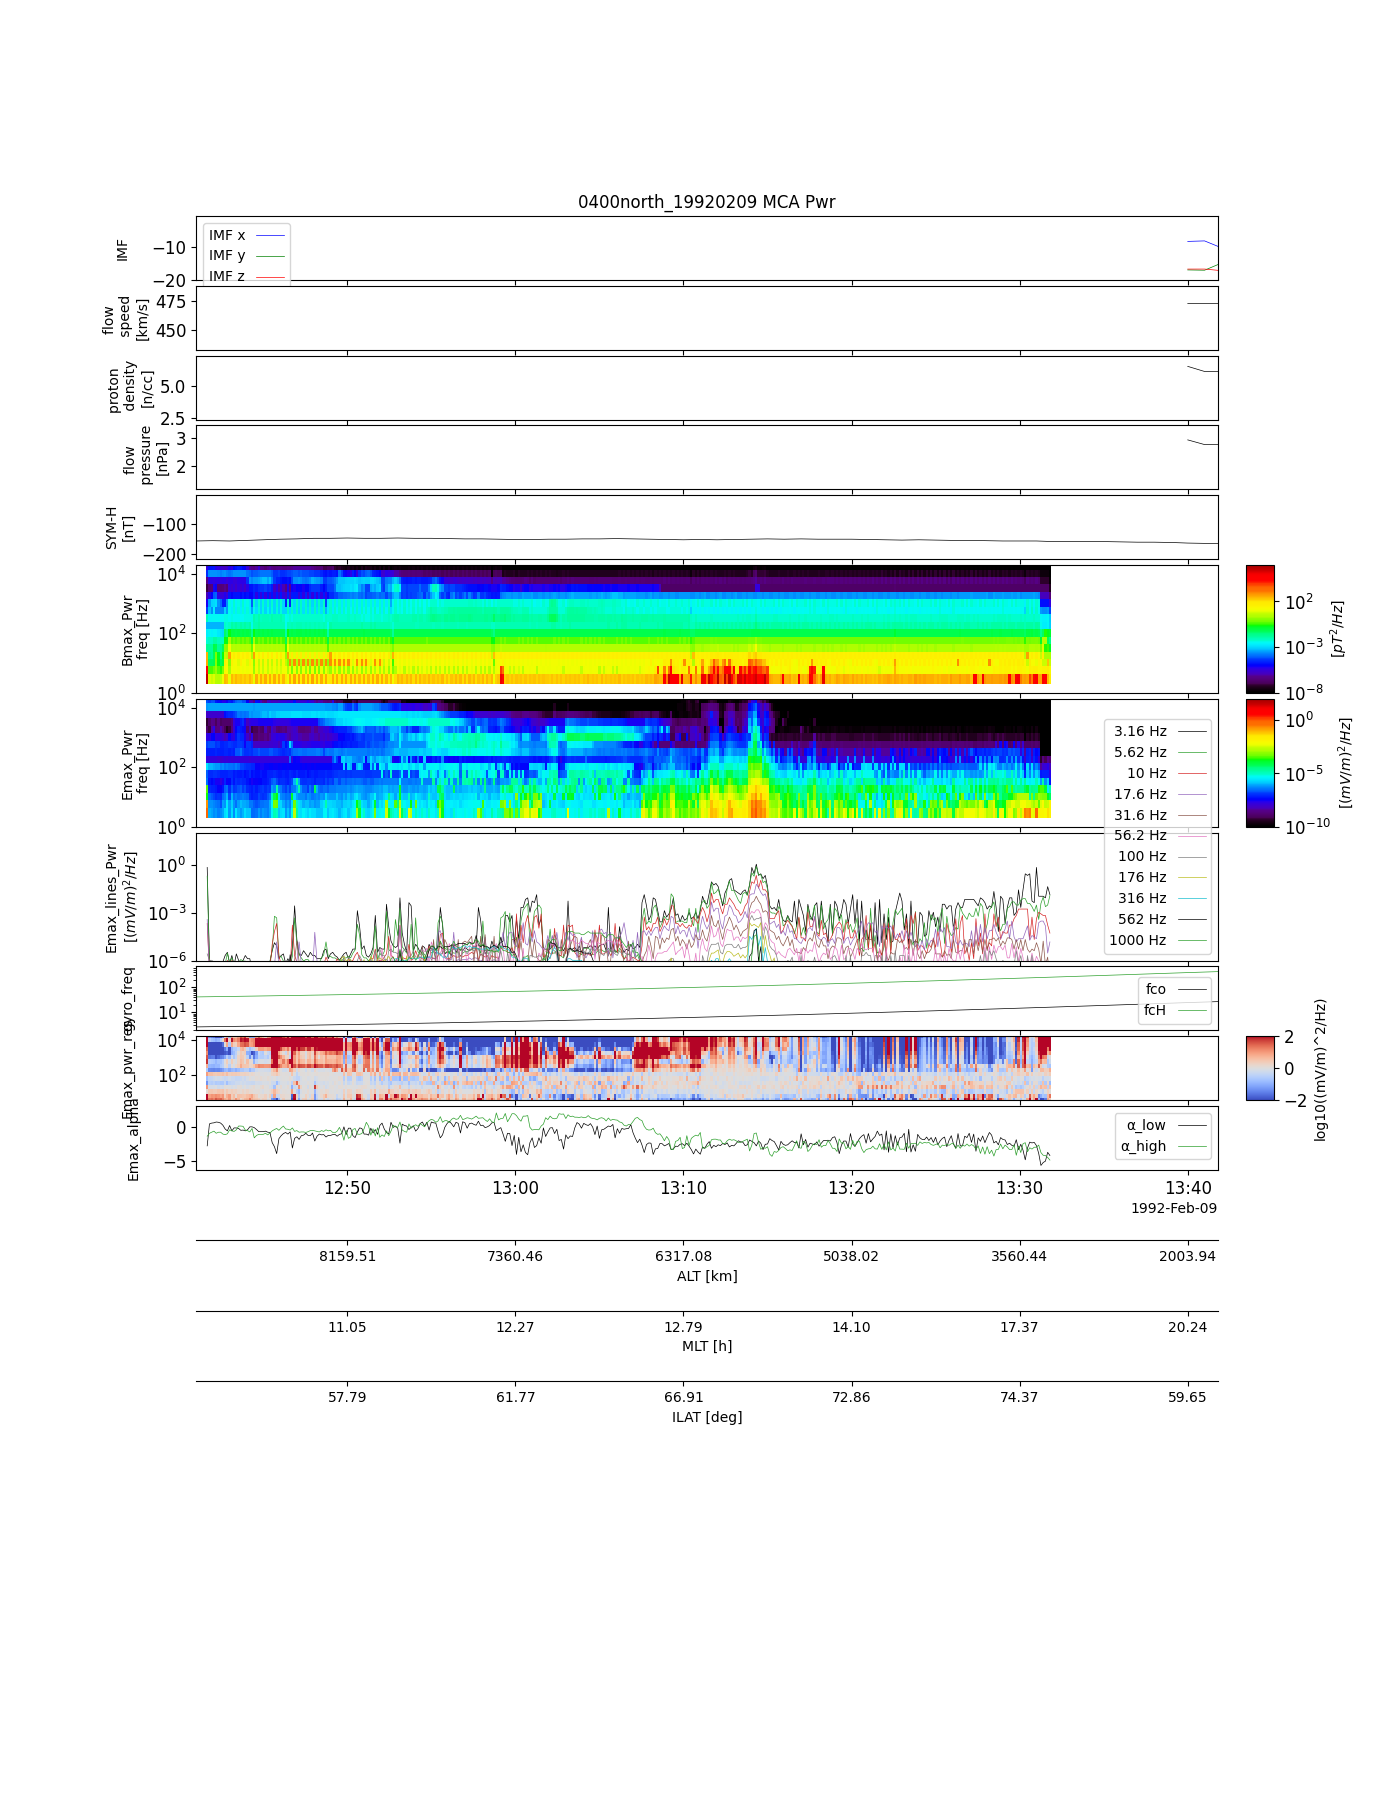 0400north_19920209 MCA Pwr
IMF
−10
−20
IMF x
IMF y
IMF z
flow
speed
[km/s]
475
450
proton
density
[n/cc]
5.0
2.5
flow
pressure
[nPa]
3
2
SYM-H
[nT]
−100
−200
Bmax_Pwr
freq [Hz]
10^4
10^2
10^0
10^2
10^−3
10^−8
[pT^2/Hz]
Emax_Pwr
freq [Hz]
10^4
10^2
10^0
10^0
10^−5
10^−10
[(mV/m)^2/Hz]
3.16 Hz
5.62 Hz
10 Hz
17.6 Hz
31.6 Hz
56.2 Hz
100 Hz
176 Hz
316 Hz
562 Hz
1000 Hz
Emax_lines_Pwr
[(mV/m)^2/Hz]
10^0
10^−3
10^−6
gyro_freq
10^2
10^1
fco
fcH
Emax_pwr_reg
10^4
10^2
2
0
−2
log10((mV/m)^2/Hz)
Emax_alpha
0
−5
α_low
α_high
12:50 13:00 13:10 13:20 13:30 13:40
1992-Feb-09
8159.51 7360.46 6317.08 5038.02 3560.44 2003.94
ALT [km]
11.05 12.27 12.79 14.10 17.37 20.24
MLT [h]
57.79 61.77 66.91 72.86 74.37 59.65
ILAT [deg]